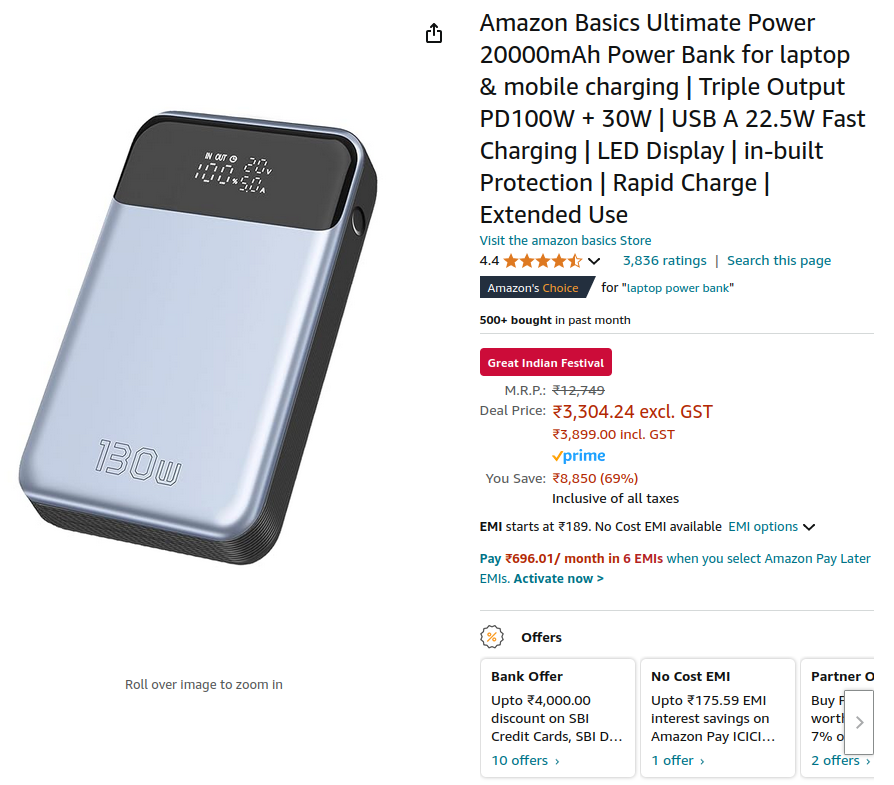 Amazon Basics Ultimate Power
20000mAh Power Bank for laptop
& mobile charging | Triple Output
PD100W + 30W | USB A 22.5W Fast
Charging | LED Display | in-built
Protection | Rapid Charge |
Extended Use
Visit the amazon basics Store
4.4 3,836 ratings | Search this page
Amazon's Choice for "laptop power bank"
500+ bought in past month
Great Indian Festival
M.R.P.: ₹12,749
Deal Price: ₹3,304.24 excl. GST
₹3,899.00 incl. GST
prime
You Save: ₹8,850 (69%)
Inclusive of all taxes
EMI starts at ₹189. No Cost EMI available EMI options
Pay ₹696.01/ month in 6 EMIs when you select Amazon Pay Later
EMIs. Activate now >
% Offers
Bank Offer
Upto ₹4,000.00
discount on SBI
Credit Cards, SBI D...
10 offers ›
No Cost EMI
Upto ₹175.59 EMI
interest savings on
Amazon Pay ICICI...
1 offer ›
Partner O
Buy
wort
7% o
2 offers ›
IN OUT
100% 20V
5.0A
130W
Roll over image to zoom in